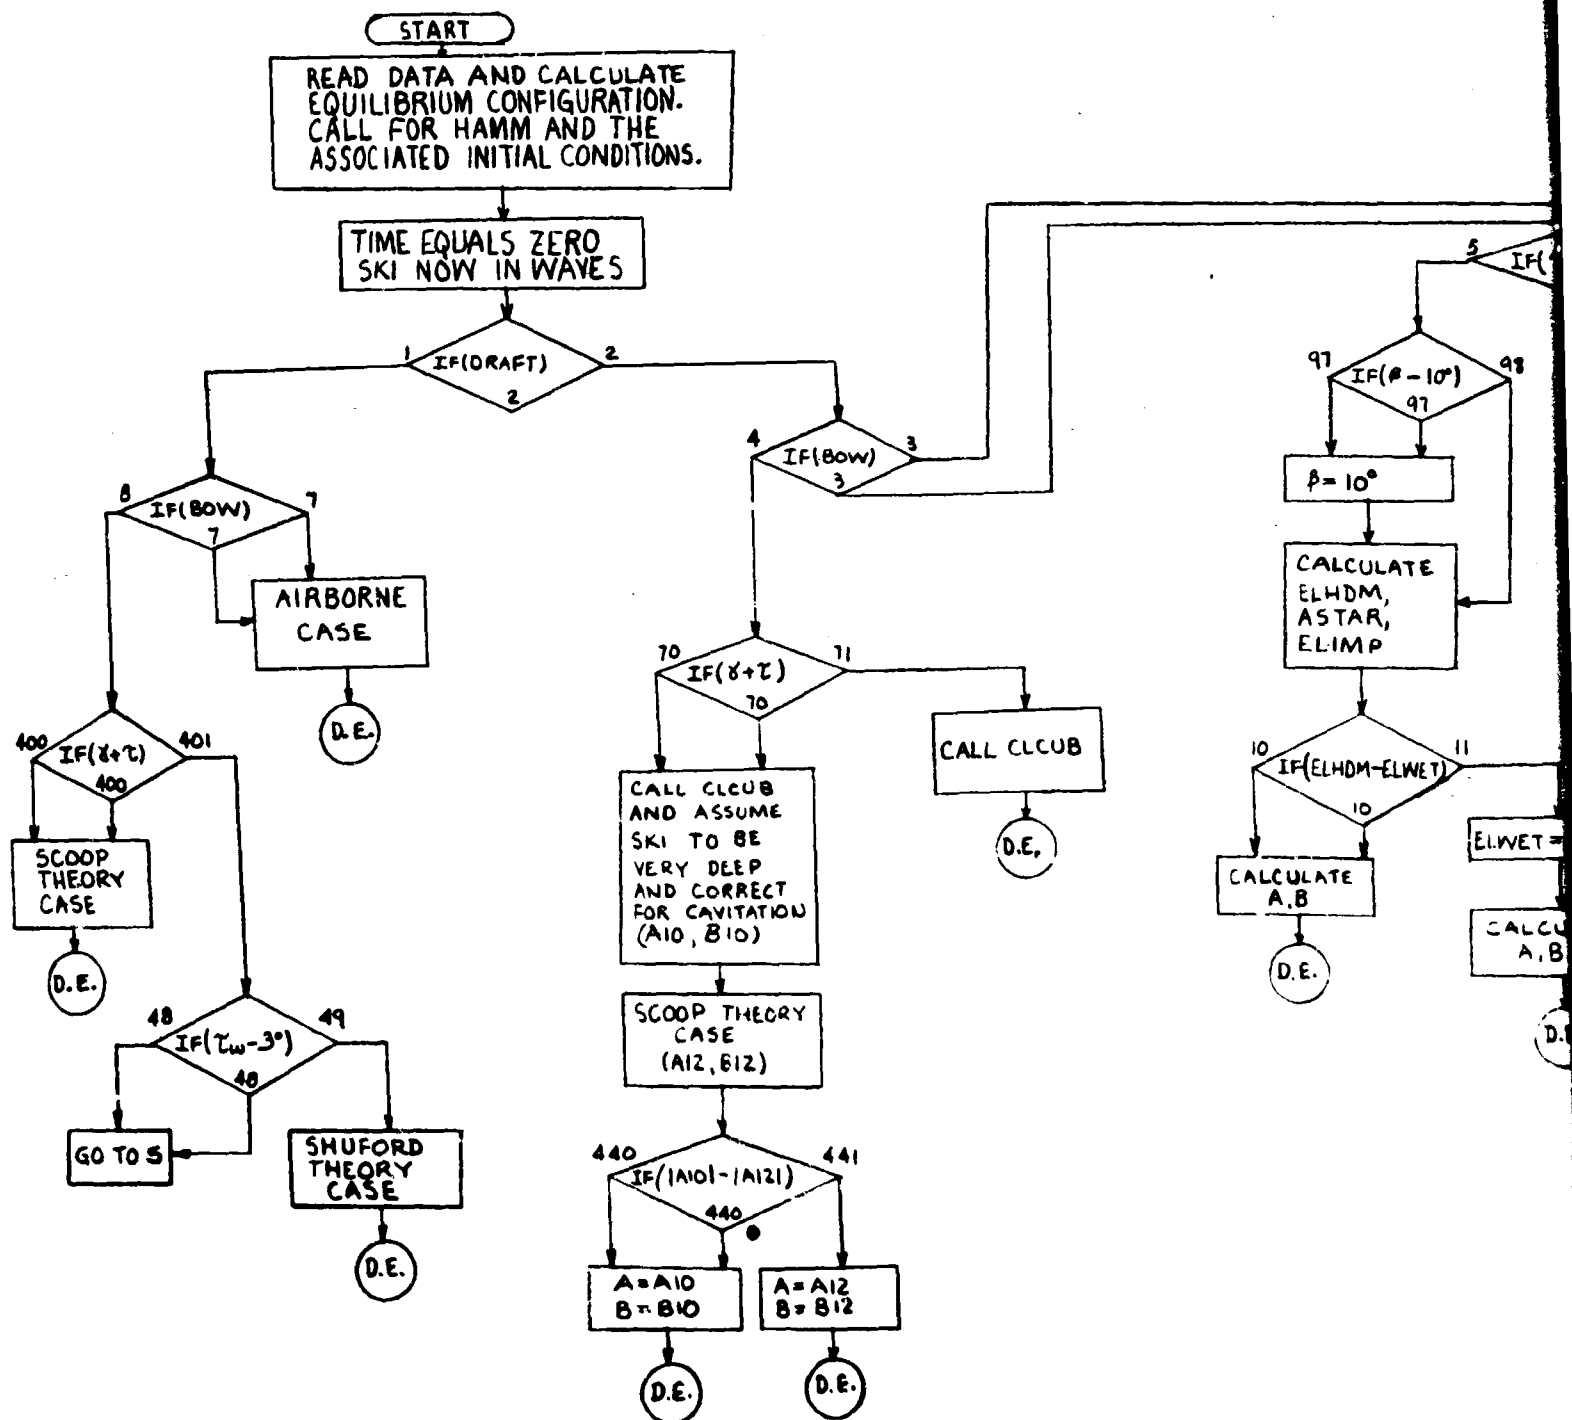 START
READ DATA AND CALCULATE
EQUILIBRIUM CONFIGURATION.
CALL FOR HAMM AND THE
ASSOCIATED INITIAL CONDITIONS.
TIME EQUALS ZERO
SKI NOW IN WAVES
1
IF(DRAFT)
2
2
8
IF(BOW)
7
7
AIRBORNE
CASE
D.E.
400
IF(γ+τ)
401
400
SCOOP
THEORY
CASE
D.E.
48
IF(τw-3°)
49
48
GO TO 5
SHUFORD
THEORY
CASE
D.E.
4
IF(BOW)
3
3
70
IF(γ+τ)
71
70
CALL CLCUB
D.E.
CALL CLCUB
AND ASSUME
SKI TO BE
VERY DEEP
AND CORRECT
FOR CAVITATION
(A10, B10)
SCOOP THEORY
CASE
(A12, B12)
440
IF(|A10|-|A12|)
441
440
A=A10
B=B10
D.E.
A=A12
B=B12
D.E.
5
IF(
97
IF(β-10°)
98
97
β=10°
CALCULATE
ELHDM,
ASTAR,
ELIMP
10
IF(ELHDM-ELWET)
11
10
CALCULATE
A,B
D.E.
ELWET=
CALCU
A,B
D.